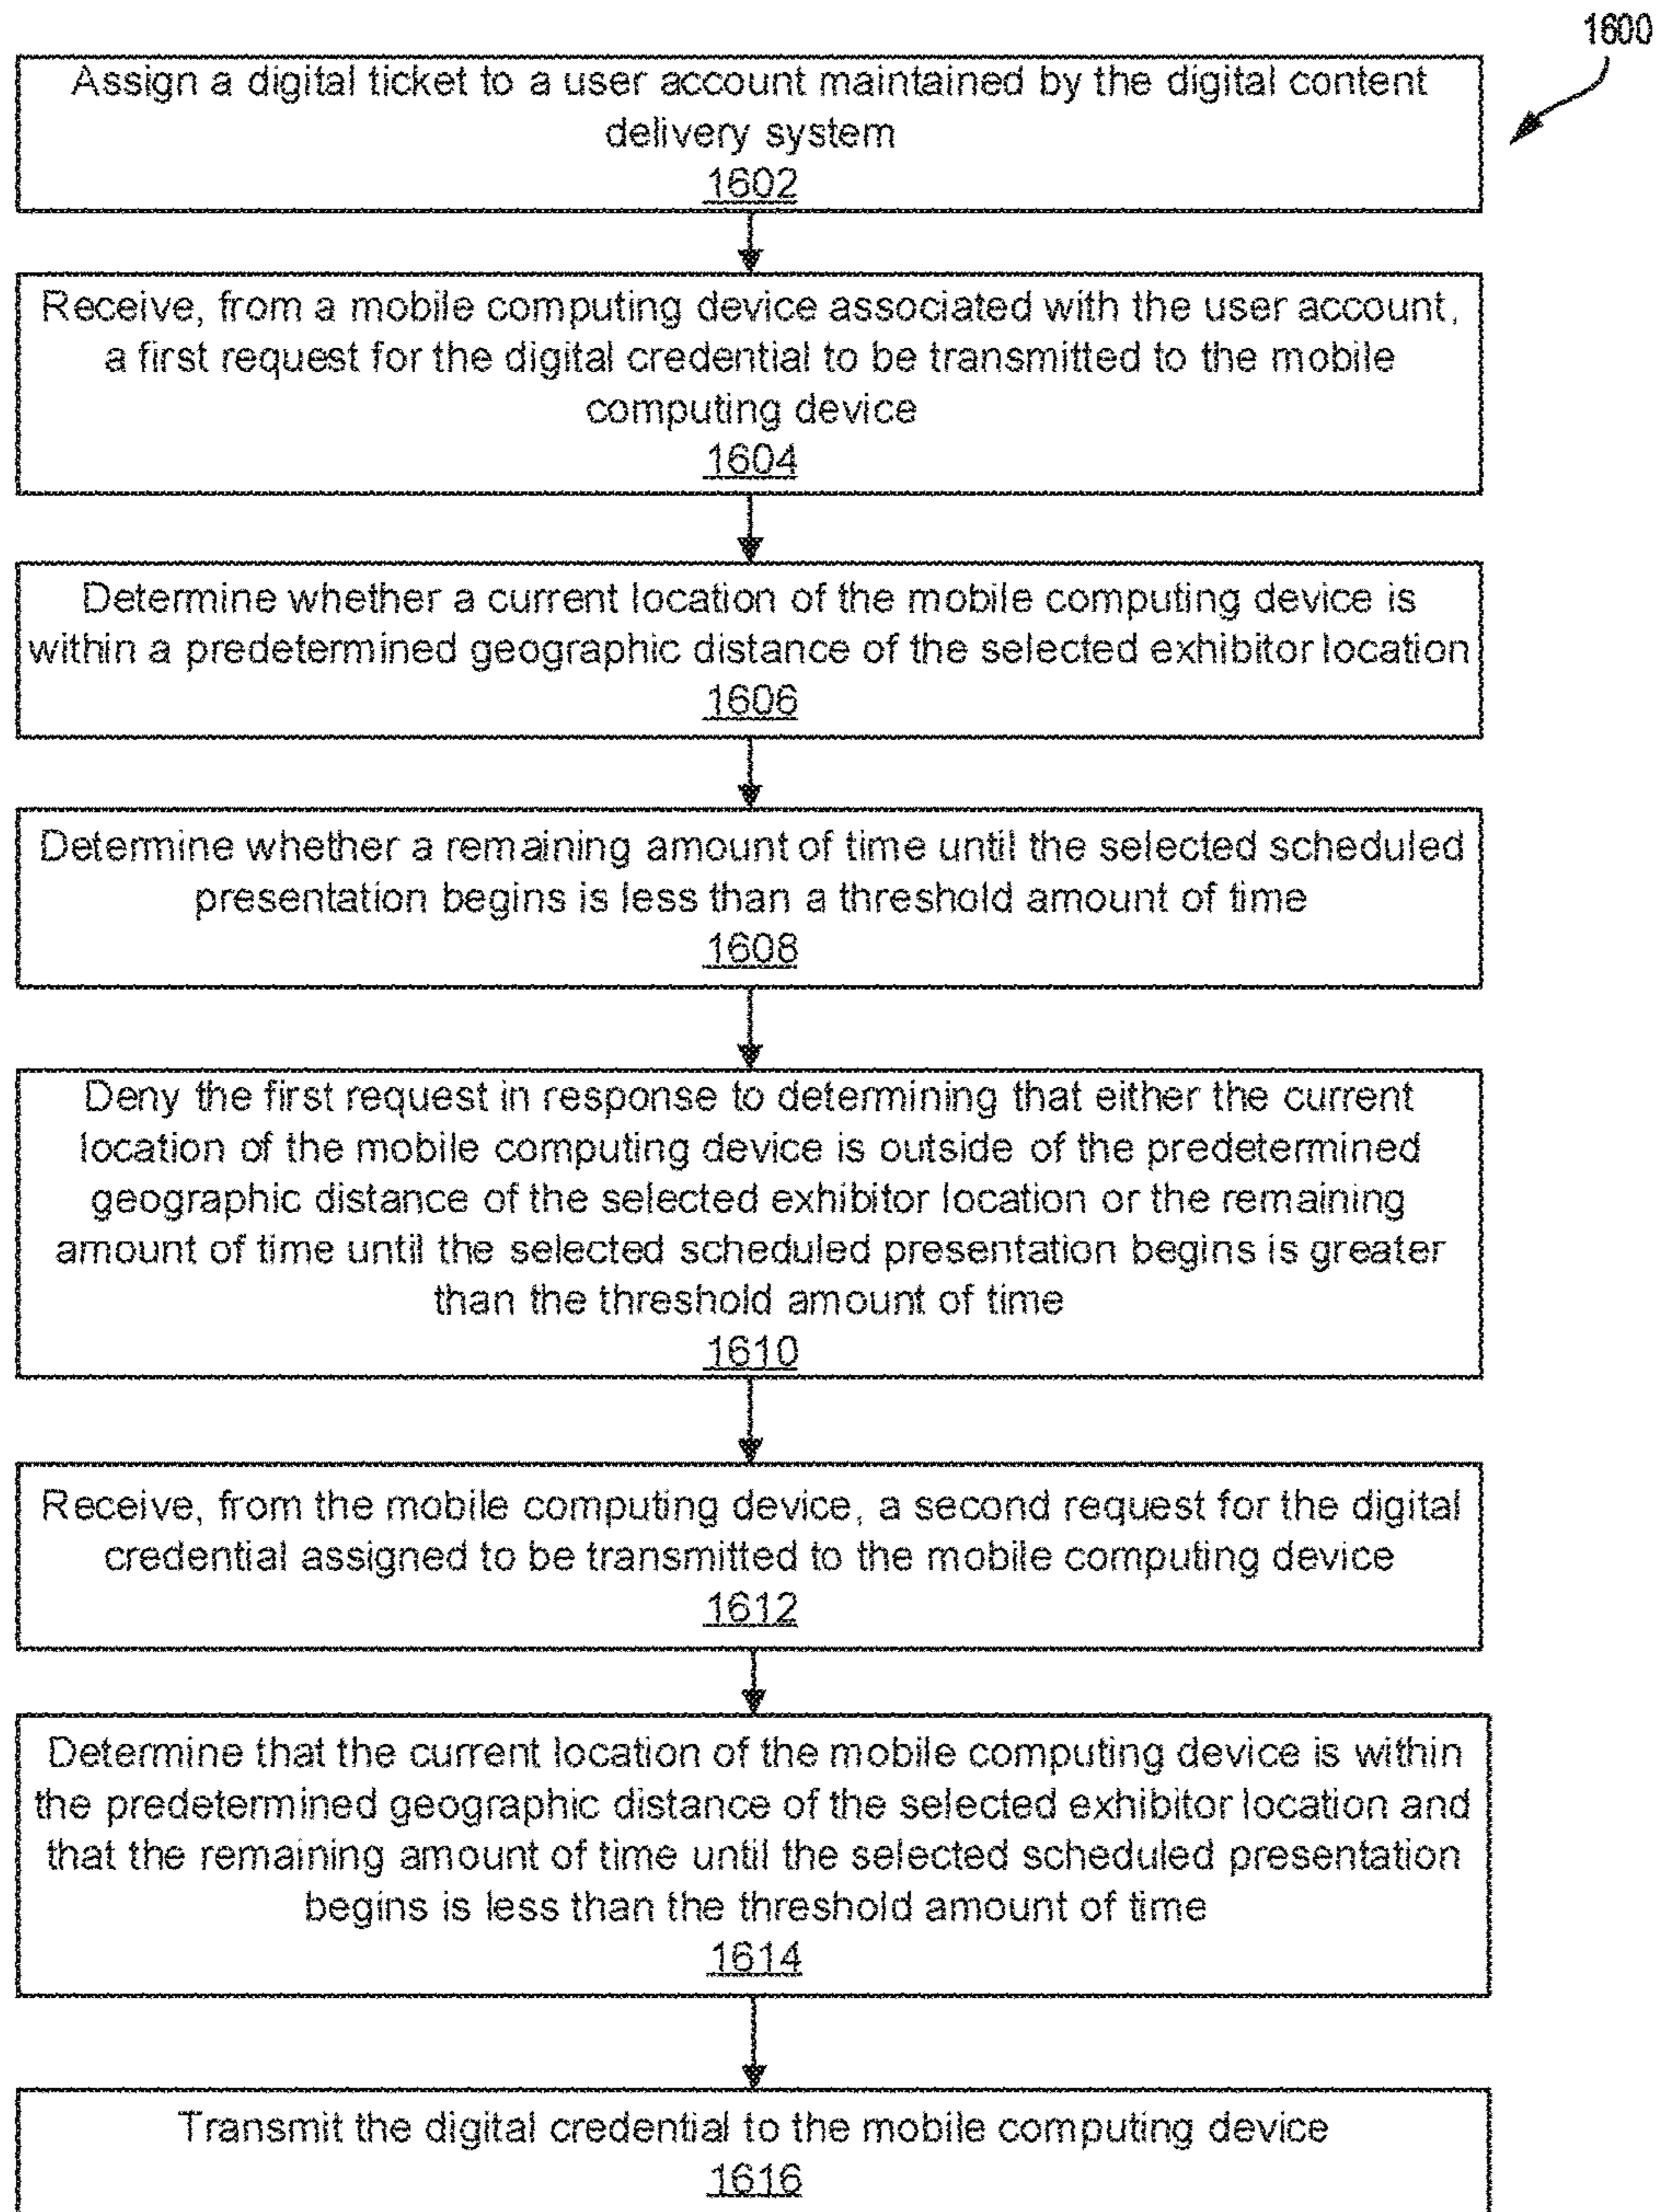 1600
Assign a digital ticket to a user account maintained by the digital content
delivery system
1602
Receive, from a mobile computing device associated with the user account,
a first request for the digital credential to be transmitted to the mobile
computing device
1604
Determine whether a current location of the mobile computing device is
within a predetermined geographic distance of the selected exhibitor location
1606
Determine whether a remaining amount of time until the selected scheduled
presentation begins is less than a threshold amount of time
1608
Deny the first request in response to determining that either the current
location of the mobile computing device is outside of the predetermined
geographic distance of the selected exhibitor location or the remaining
amount of time until the selected scheduled presentation begins is greater
than the threshold amount of time
1610
Receive, from the mobile computing device, a second request for the digital
credential assigned to be transmitted to the mobile computing device
1612
Determine that the current location of the mobile computing device is within
the predetermined geographic distance of the selected exhibitor location and
that the remaining amount of time until the selected scheduled presentation
begins is less than the threshold amount of time
1614
Transmit the digital credential to the mobile computing device
1616